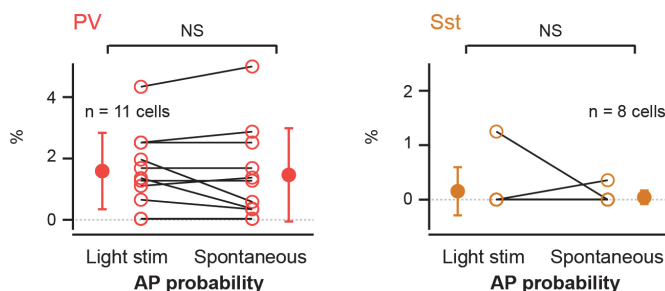 PV
NS
4
2
0
%
n = 11 cells
Light stim
Spontaneous
AP probability
Sst
NS
2
1
0
%
n = 8 cells
Light stim
Spontaneous
AP probability